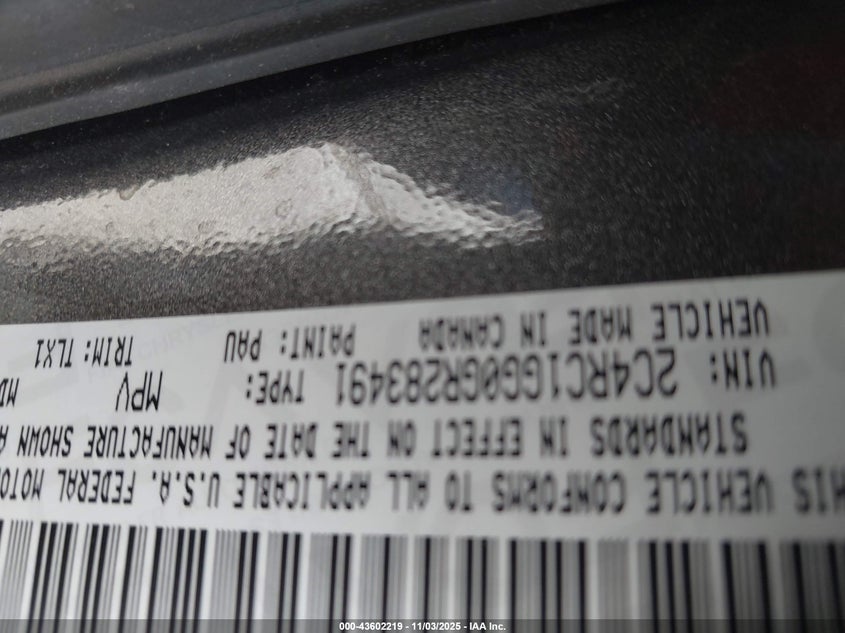 THIS VEHICLE CONFORMS TO ALL APPLICABLE U.S.A. FEDERAL MOTOR
STANDARDS IN EFFECT ON THE DATE OF MANUFACTURE SHOWN A
VIN: 2C4RC1GG0GR283491 TYPE: MPV MD
VEHICLE MADE IN CANADA PAINT: PAU TRIM: TLX1
000-43602219 - 11/03/2025 - IAA Inc.